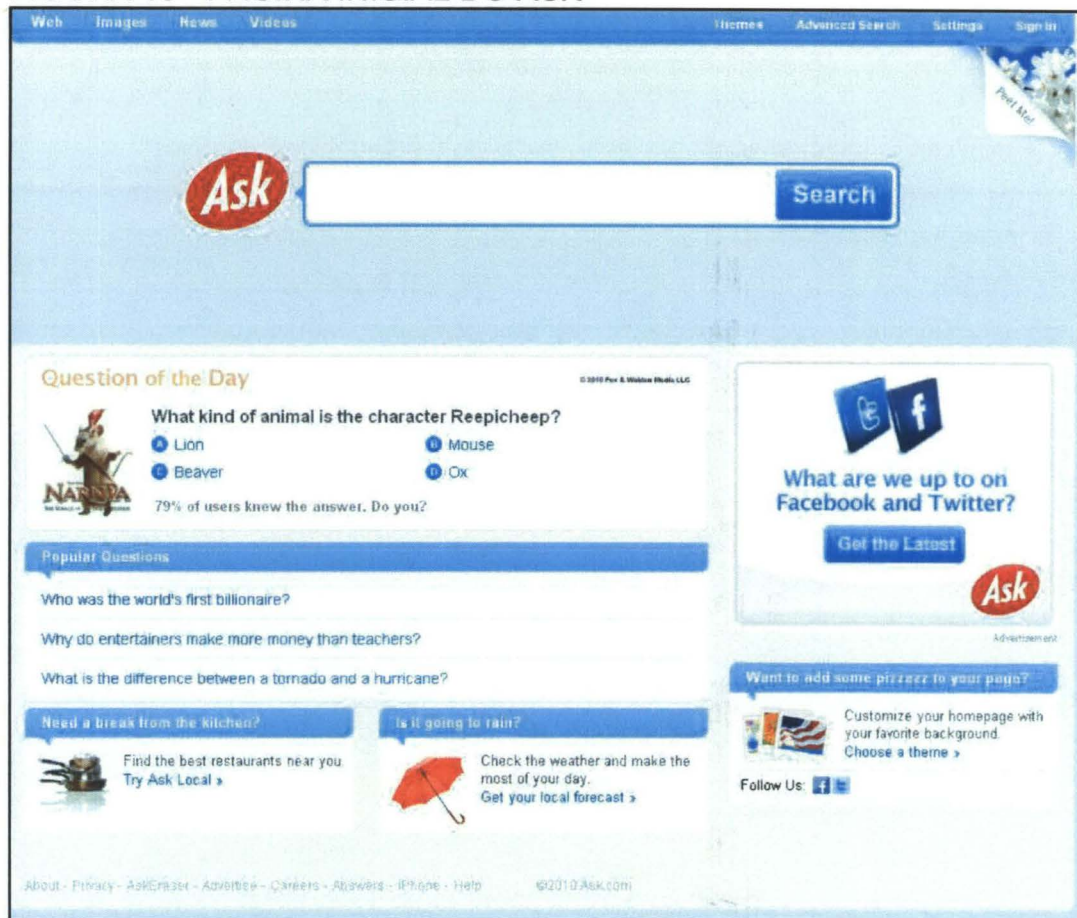 Web Images News Videos Themes Advanced Search Settings Sign In
Peel Me!
Ask Search
Question of the Day © 2010 Fox & Walden Media LLC
What kind of animal is the character Reepicheep?
A Lion B Mouse
C Beaver D Ox
NARNIA
79% of users knew the answer. Do you?
What are we up to on
Facebook and Twitter?
Get the Latest
Ask
Advertisement
Popular Questions
Who was the world's first billionaire?
Why do entertainers make more money than teachers?
What is the difference between a tornado and a hurricane?
Need a break from the kitchen?
Find the best restaurants near you.
Try Ask Local »
Is it going to rain?
Check the weather and make the
most of your day.
Get your local forecast »
Want to add some pizzazz to your page?
Customize your homepage with
your favorite background.
Choose a theme »
Follow Us:
About - Privacy - AskEraser - Advertise - Careers - Answers - iPhone - Help ©2010 Ask.com